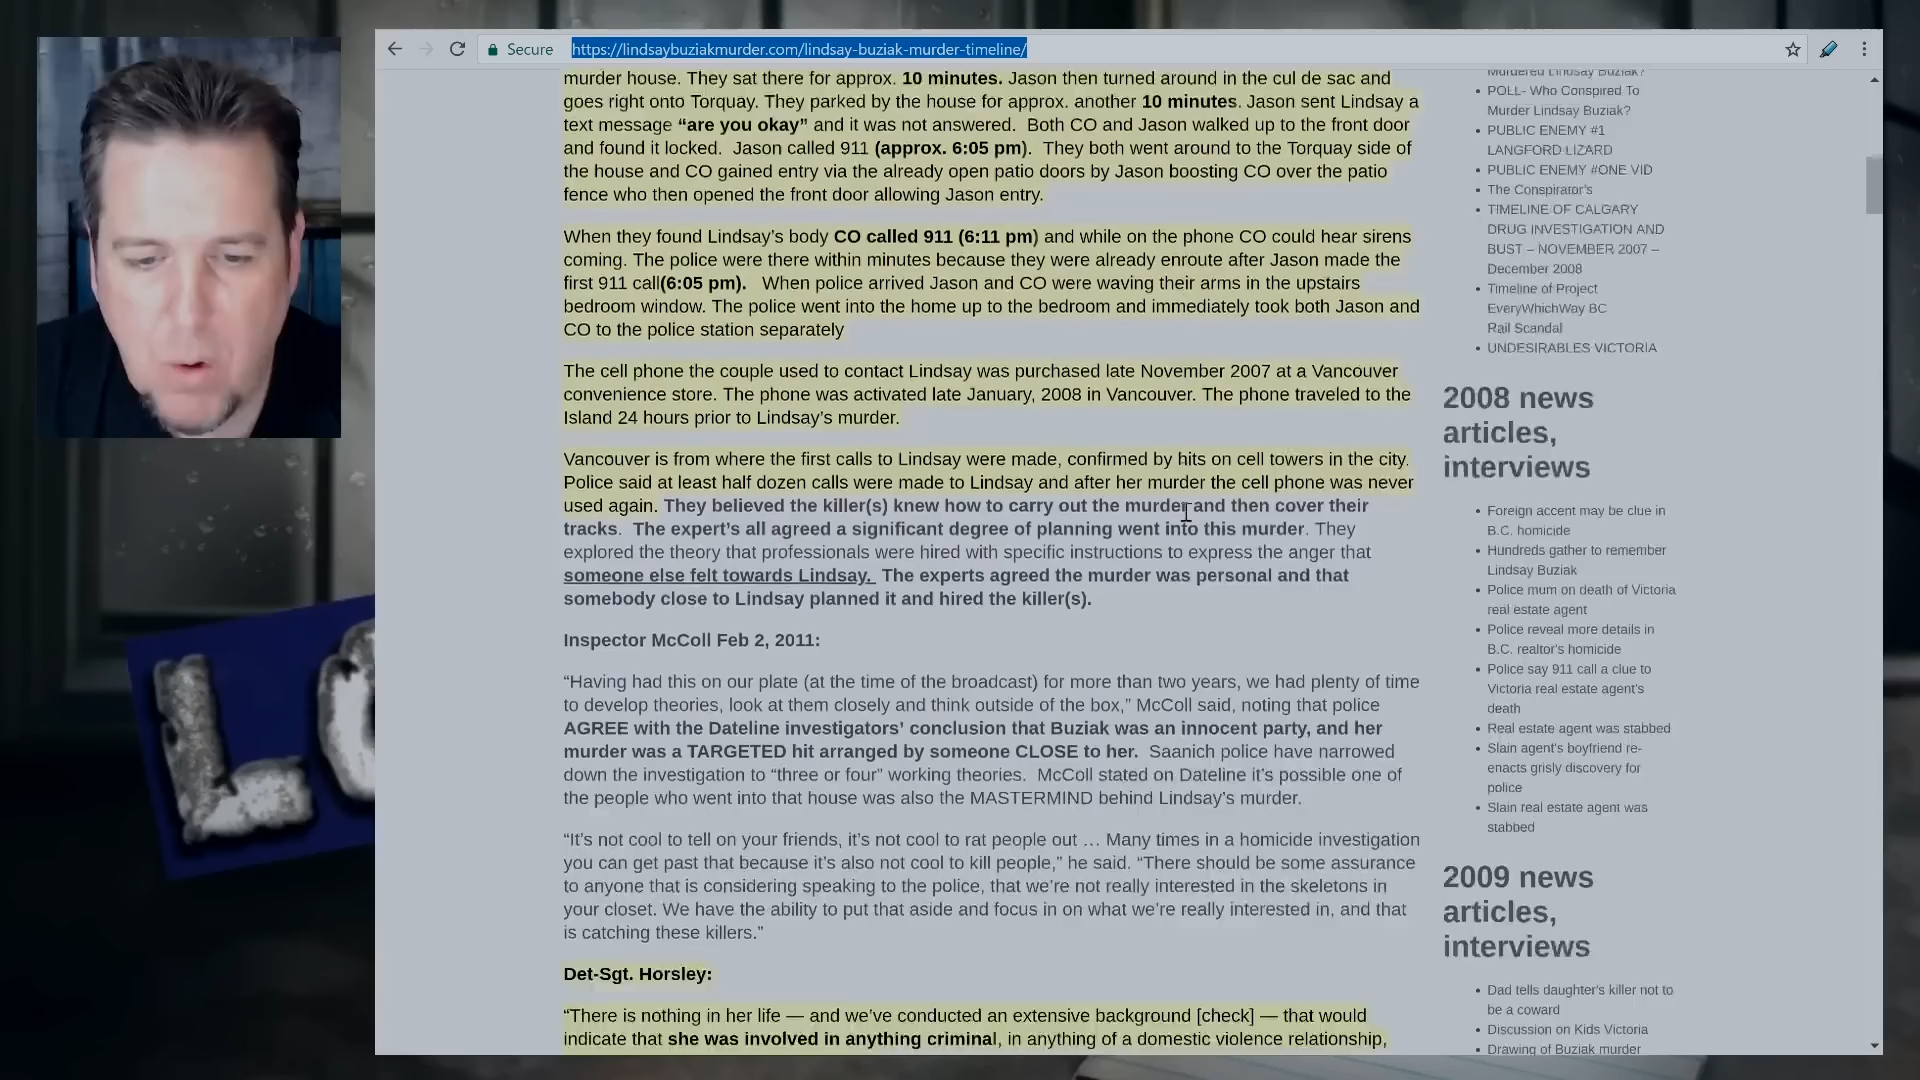 Secure
https://lindsaybuziakmurder.com/lindsay-buziak-murder-timeline/
murder house. They sat there for approx. 10 minutes. Jason then turned around in the cul de sac and
goes right onto Torquay. They parked by the house for approx. another 10 minutes. Jason sent Lindsay a
text message “are you okay” and it was not answered.  Both CO and Jason walked up to the front door
and found it locked.  Jason called 911 (approx. 6:05 pm).  They both went around to the Torquay side of
the house and CO gained entry via the already open patio doors by Jason boosting CO over the patio
fence who then opened the front door allowing Jason entry.
When they found Lindsay’s body CO called 911 (6:11 pm) and while on the phone CO could hear sirens
coming. The police were there within minutes because they were already enroute after Jason made the
first 911 call(6:05 pm).   When police arrived Jason and CO were waving their arms in the upstairs
bedroom window. The police went into the home up to the bedroom and immediately took both Jason and
CO to the police station separately
The cell phone the couple used to contact Lindsay was purchased late November 2007 at a Vancouver
convenience store. The phone was activated late January, 2008 in Vancouver. The phone traveled to the
Island 24 hours prior to Lindsay’s murder.
Vancouver is from where the first calls to Lindsay were made, confirmed by hits on cell towers in the city.
Police said at least half dozen calls were made to Lindsay and after her murder the cell phone was never
used again. They believed the killer(s) knew how to carry out the murder and then cover their
tracks.  The expert’s all agreed a significant degree of planning went into this murder. They
explored the theory that professionals were hired with specific instructions to express the anger that
someone else felt towards Lindsay.  The experts agreed the murder was personal and that
somebody close to Lindsay planned it and hired the killer(s).
Inspector McColl Feb 2, 2011:
“Having had this on our plate (at the time of the broadcast) for more than two years, we had plenty of time
to develop theories, look at them closely and think outside of the box,” McColl said, noting that police
AGREE with the Dateline investigators’ conclusion that Buziak was an innocent party, and her
murder was a TARGETED hit arranged by someone CLOSE to her.  Saanich police have narrowed
down the investigation to “three or four” working theories.  McColl stated on Dateline it’s possible one of
the people who went into that house was also the MASTERMIND behind Lindsay’s murder.
“It’s not cool to tell on your friends, it’s not cool to rat people out … Many times in a homicide investigation
you can get past that because it’s also not cool to kill people,” he said. “There should be some assurance
to anyone that is considering speaking to the police, that we’re not really interested in the skeletons in
your closet. We have the ability to put that aside and focus in on what we’re really interested in, and that
is catching these killers.”
Det-Sgt. Horsley:
“There is nothing in her life — and we’ve conducted an extensive background [check] — that would
indicate that she was involved in anything criminal, in anything of a domestic violence relationship,
Murdered Lindsay Buziak?
POLL- Who Conspired To
Murder Lindsay Buziak?
PUBLIC ENEMY #1
LANGFORD LIZARD
PUBLIC ENEMY #ONE VID
The Conspirator's
TIMELINE OF CALGARY
DRUG INVESTIGATION AND
BUST – NOVEMBER 2007 –
December 2008
Timeline of Project
EveryWhichWay BC
Rail Scandal
UNDESIRABLES VICTORIA
2008 news
articles,
interviews
Foreign accent may be clue in
B.C. homicide
Hundreds gather to remember
Lindsay Buziak
Police mum on death of Victoria
real estate agent
Police reveal more details in
B.C. realtor's homicide
Police say 911 call a clue to
Victoria real estate agent's
death
Real estate agent was stabbed
Slain agent's boyfriend re-
enacts grisly discovery for
police
Slain real estate agent was
stabbed
2009 news
articles,
interviews
Dad tells daughter's killer not to
be a coward
Discussion on Kids Victoria
Drawing of Buziak murder